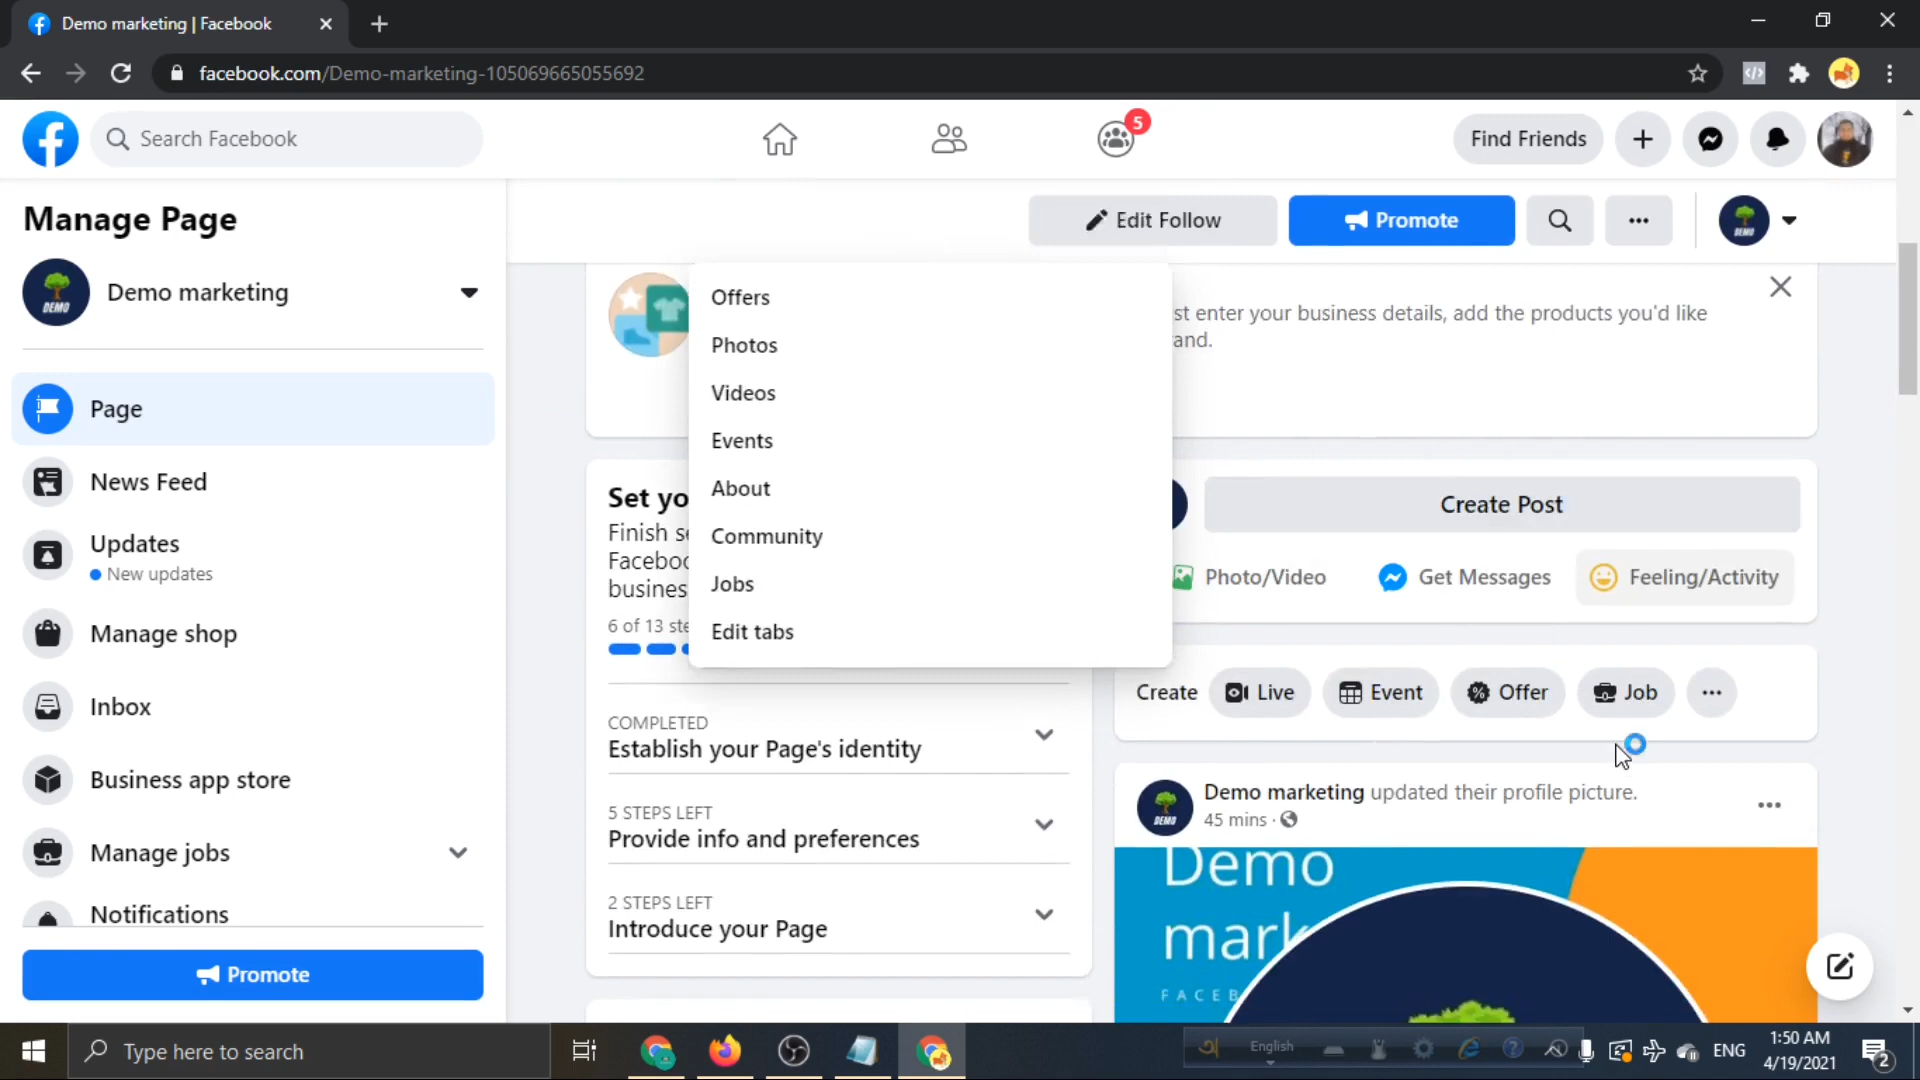 Demo marketing | Facebook
facebook.com/Demo-marketing-105069665055692
Search Facebook
5
Find Friends
Manage Page
Edit Follow
Promote
Demo marketing
DEMO
Page
News Feed
Updates
New updates
Manage shop
Inbox
Business app store
Manage jobs
Notifications
Promote
Offers
Photos
Videos
Events
About
Community
Jobs
Edit tabs
st enter your business details, add the products you'd like
and.
Set yo
Finish se
Faceboo
business
6 of 13 ste
COMPLETED
Establish your Page's identity
5 STEPS LEFT
Provide info and preferences
2 STEPS LEFT
Introduce your Page
Create Post
Photo/Video
Get Messages
Feeling/Activity
Create
Live
Event
Offer
Job
Demo marketing updated their profile picture.
45 mins ·
DEMO
Demo
mark
FACEB
Type here to search
English
ENG
1:50 AM
4/19/2021
2